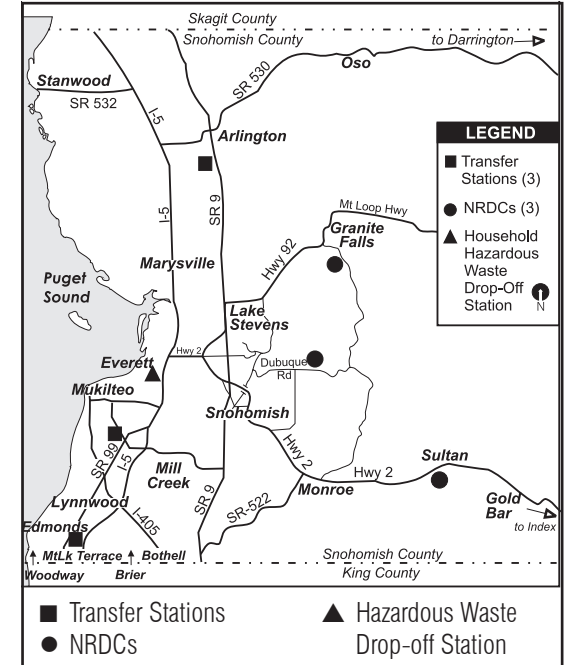 Skagit County
Snohomish County
to Darrington
Oso
SR 530
Stanwood
SR 532
I-5
Arlington
LEGEND
Transfer
Stations (3)
NRDCs (3)
Household
Hazardous
Waste
Drop-Off
Station
N
I-5
SR 9
Mt Loop Hwy
Granite
Falls
Hwy 92
Marysville
Puget
Sound
Lake
Stevens
Hwy 2
Dubuque
Rd
Everett
Mukilteo
Snohomish
SR 99
I-5
Mill
Creek
Hwy 2
Sultan
Hwy 2
Monroe
SR 9
SR-522
Lynnwood
I-405
Gold
Bar
to Index
Edmonds
MtLk Terrace
Bothell
Woodway
Brier
Snohomish County
King County
Transfer Stations
NRDCs
Hazardous Waste
Drop-off Station